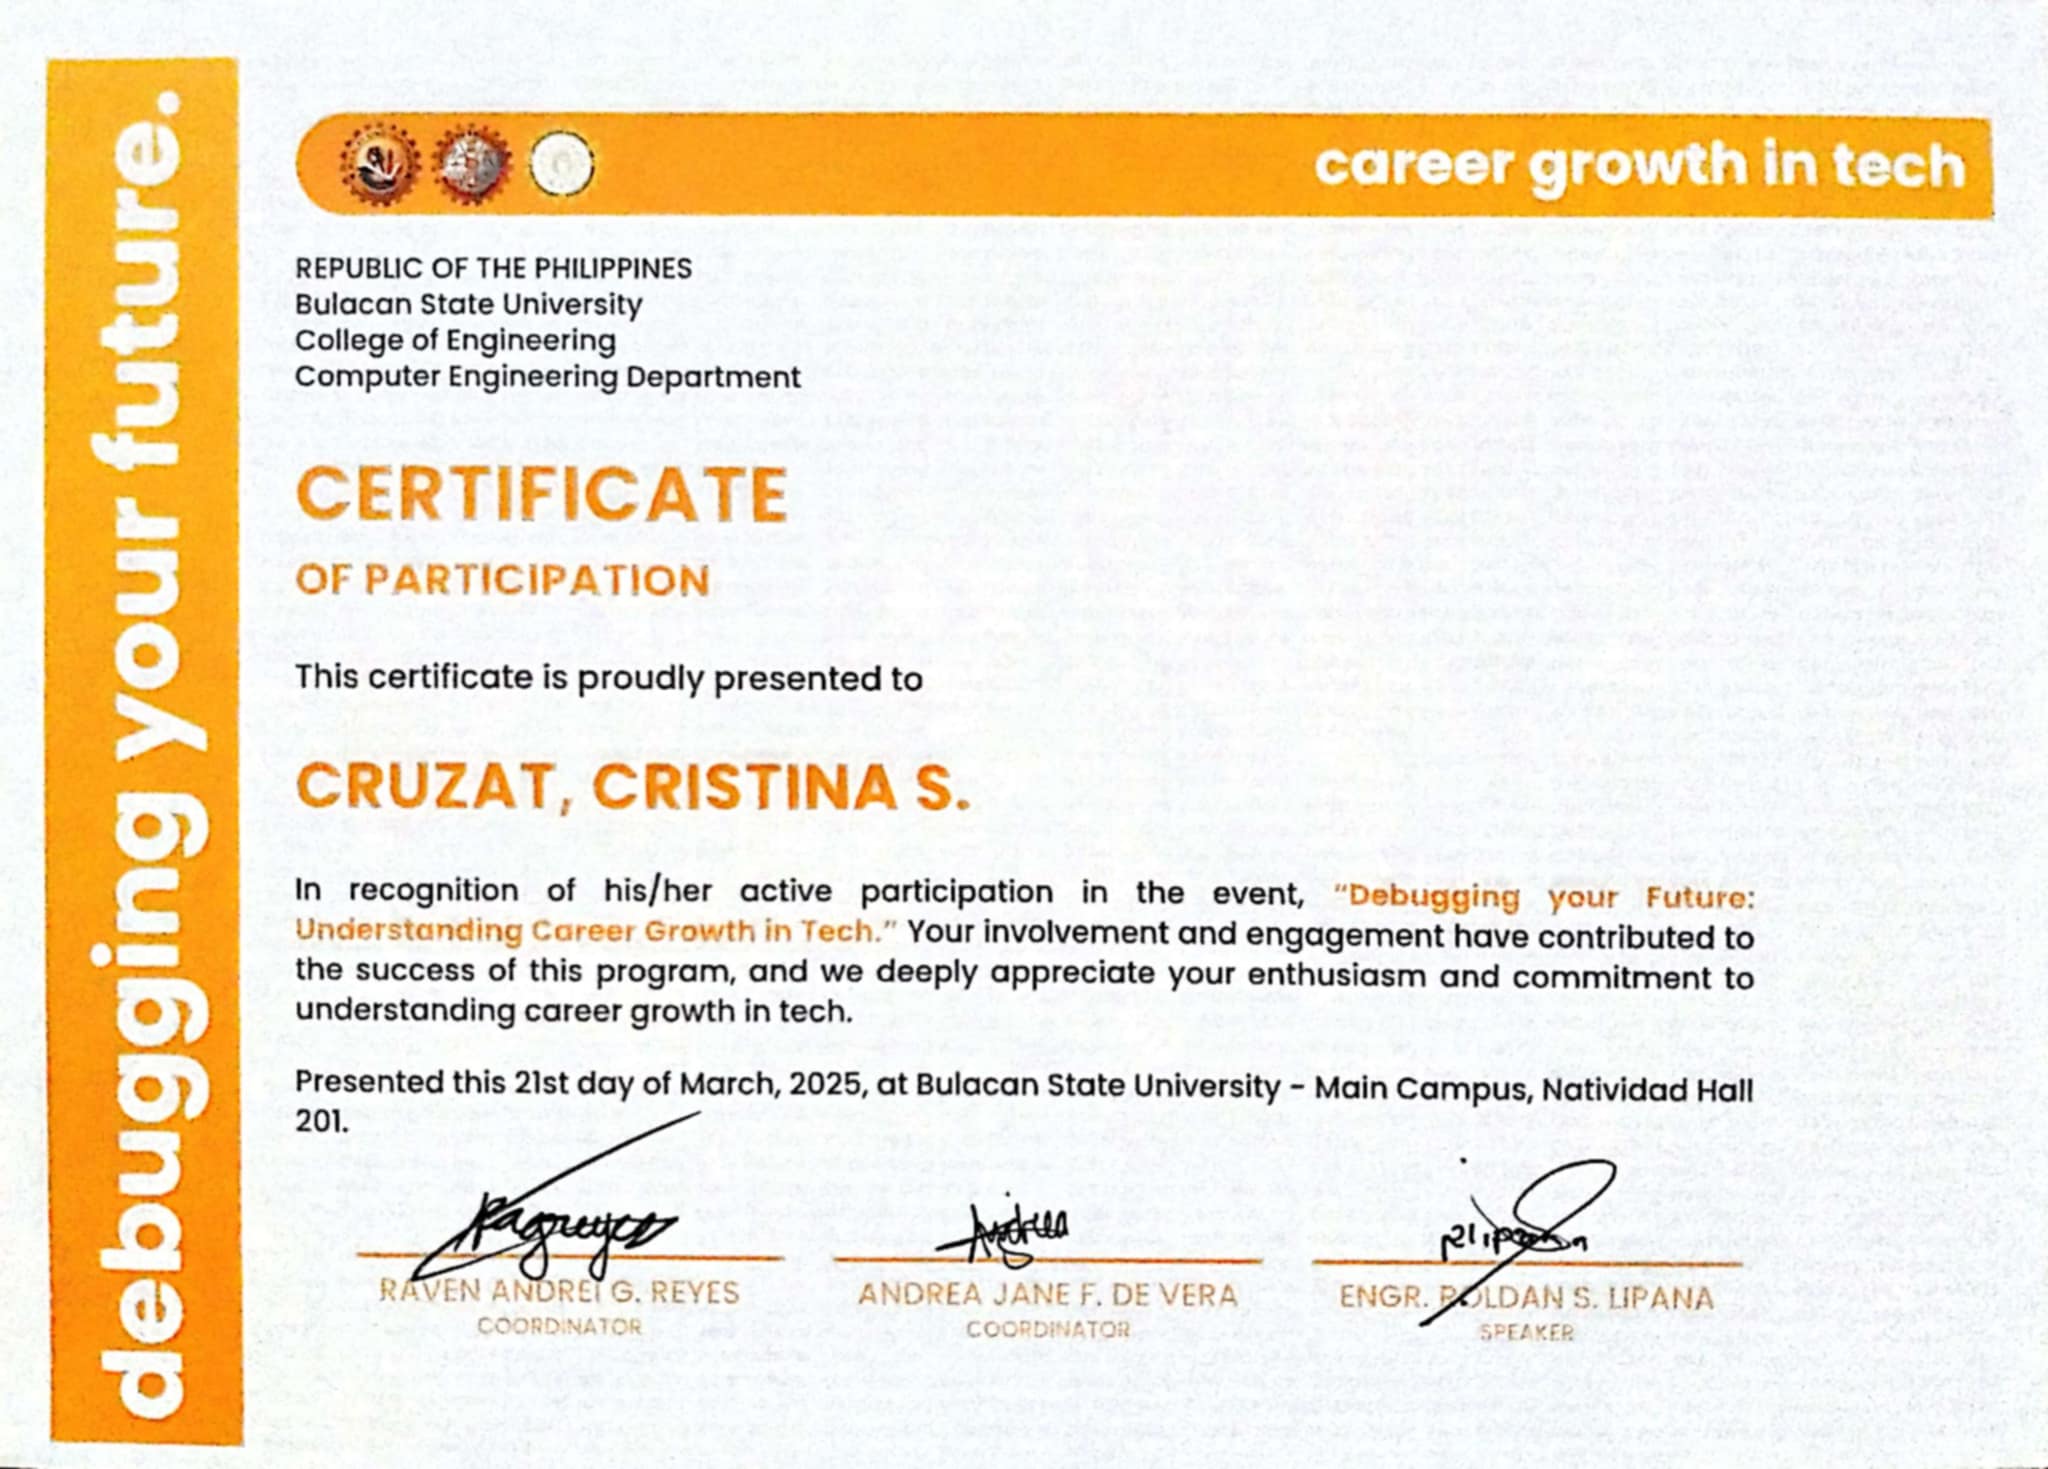 debugging your future.
career growth in tech
REPUBLIC OF THE PHILIPPINES
Bulacan State University
College of Engineering
Computer Engineering Department
CERTIFICATE
OF PARTICIPATION
This certificate is proudly presented to
CRUZAT, CRISTINA S.
In recognition of his/her active participation in the event, “Debugging your Future:
Understanding Career Growth in Tech.” Your involvement and engagement have contributed to
the success of this program, and we deeply appreciate your enthusiasm and commitment to
understanding career growth in tech.
Presented this 21st day of March, 2025, at Bulacan State University – Main Campus, Natividad Hall
201.
Andrea
RAVEN ANDREI G. REYES
COORDINATOR
ANDREA JANE F. DE VERA
COORDINATOR
ENGR. ROLDAN S. LIPANA
SPEAKER